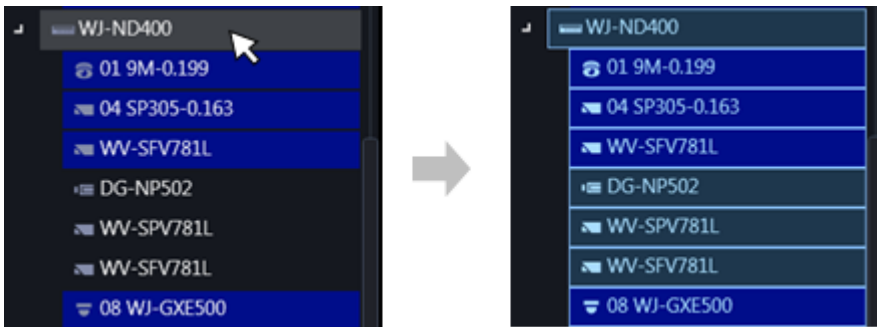 WJ-ND400
01 9M-0.199
04 SP305-0.163
WV-SFV781L
DG-NP502
WV-SPV781L
WV-SFV781L
08 WJ-GXE500
WJ-ND400
01 9M-0.199
04 SP305-0.163
WV-SFV781L
DG-NP502
WV-SPV781L
WV-SFV781L
08 WJ-GXE500